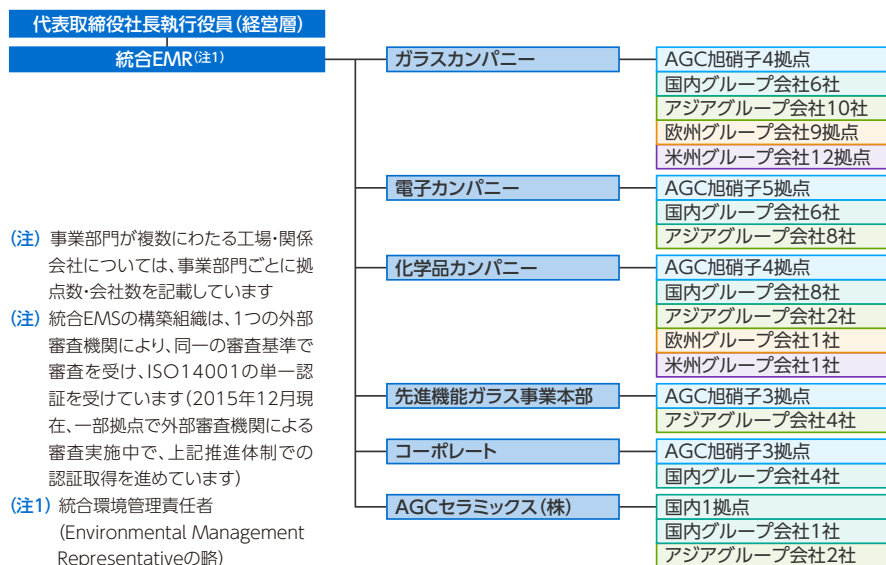 代表取締役社長執行役員(経営層)
統合EMR(注1)
ガラスカンパニー
AGC旭硝子4拠点
国内グループ会社6社
アジアグループ会社10社
欧州グループ会社9拠点
米州グループ会社12拠点
電子カンパニー
AGC旭硝子5拠点
国内グループ会社6社
アジアグループ会社8社
化学品カンパニー
AGC旭硝子4拠点
国内グループ会社8社
アジアグループ会社2社
欧州グループ会社1社
米州グループ会社1社
先進機能ガラス事業本部
AGC旭硝子3拠点
アジアグループ会社4社
コーポレート
AGC旭硝子3拠点
国内グループ会社4社
AGCセラミックス(株)
国内1拠点
国内グループ会社1社
アジアグループ会社2社
(注) 事業部門が複数にわたる工場・関係
会社については、事業部門ごとに拠
点数・会社数を記載しています
(注) 統合EMSの構築組織は、1つの外部
審査機関により、同一の審査基準で
審査を受け、ISO14001の単一認
証を受けています(2015年12月現
在、一部拠点で外部審査機関による
審査実施中で、上記推進体制での
認証取得を進めています)
(注1) 統合環境管理責任者
(Environmental Management
Representativeの略)